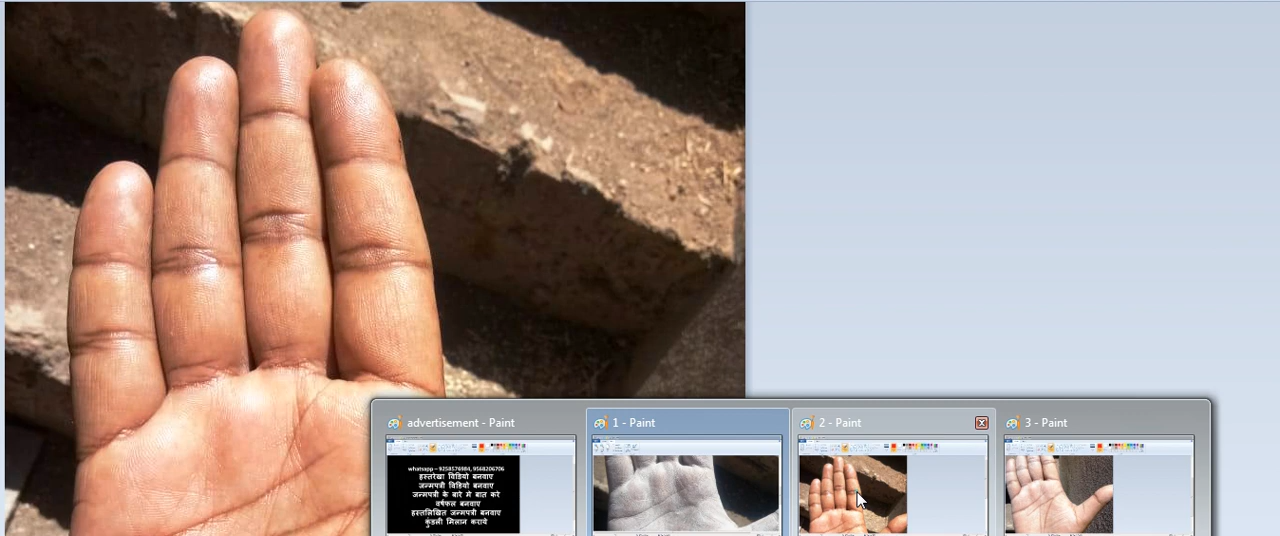 advertisement - Paint
1 - Paint
2 - Paint
3 - Paint
whatsapp – 9258576984, 9568206706
हस्तरेखा विडियो बनवाए
जन्मपत्री विडियो बनवाए
जन्मपत्री के बारे मे बात करे
वर्षफल बनवाए
हस्तलिखित जन्मपत्री बनवाए
कुंडली मिलान कराये